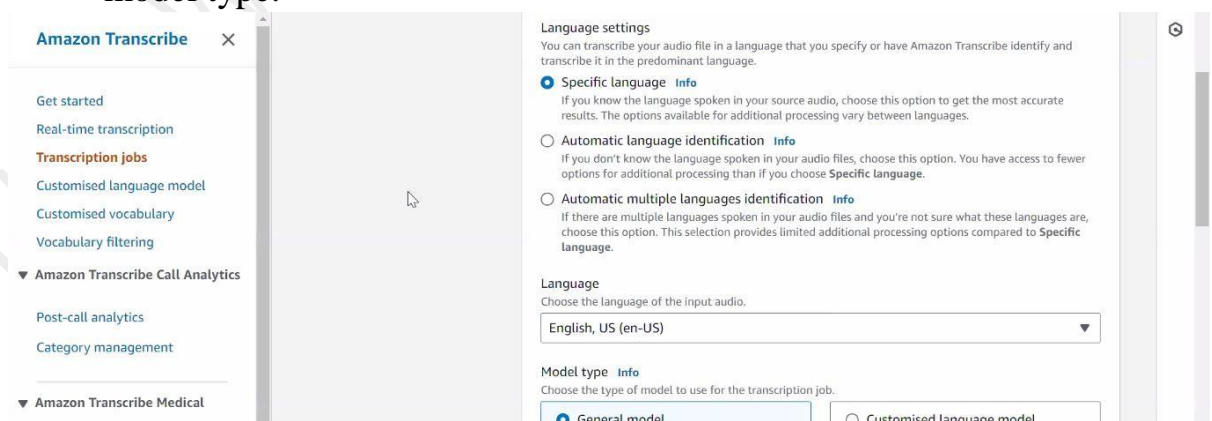 model type.
Amazon Transcribe
Get started
Real-time transcription
Transcription jobs
Customised language model
Customised vocabulary
Vocabulary filtering
Amazon Transcribe Call Analytics
Post-call analytics
Category management
Amazon Transcribe Medical
Language settings
You can transcribe your audio file in a language that you specify or have Amazon Transcribe identify and
transcribe it in the predominant language.
Specific language Info
If you know the language spoken in your source audio, choose this option to get the most accurate
results. The options available for additional processing vary between languages.
Automatic language identification Info
If you don't know the language spoken in your audio files, choose this option. You have access to fewer
options for additional processing than if you choose Specific language.
Automatic multiple languages identification Info
If there are multiple languages spoken in your audio files and you're not sure what these languages are,
choose this option. This selection provides limited additional processing options compared to Specific
language.
Language
Choose the language of the input audio.
English, US (en-US)
Model type Info
Choose the type of model to use for the transcription job.
General model
Customised language model